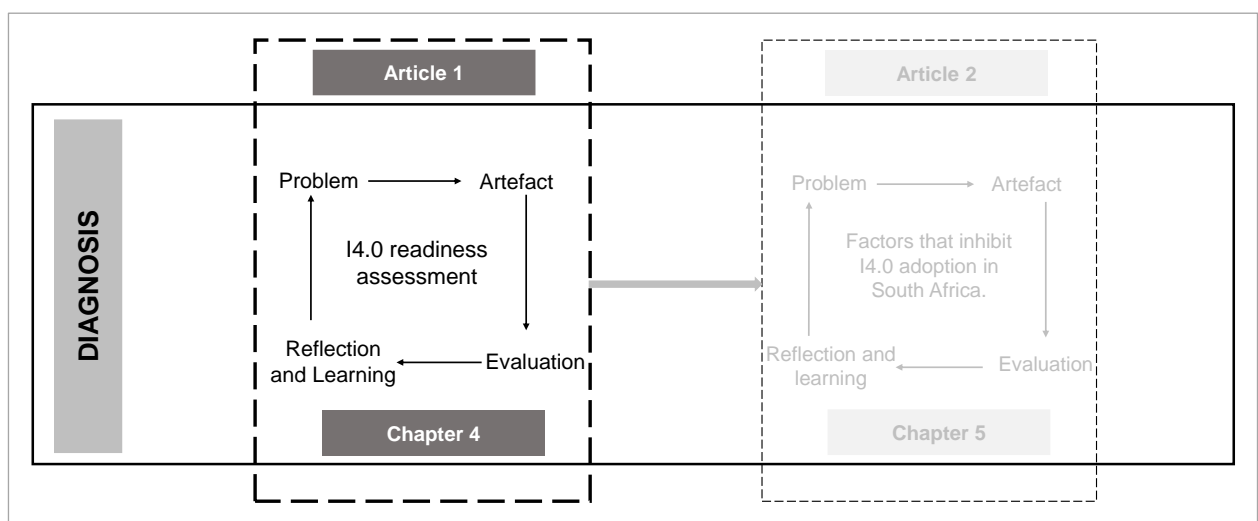 DIAGNOSIS
Article 1
Problem
Artefact
I4.0 readiness
assessment
Reflection
and Learning
Evaluation
Chapter 4
Article 2
Problem
Artefact
Factors that inhibit
I4.0 adoption in
South Africa.
Reflection and
learning
Evaluation
Chapter 5